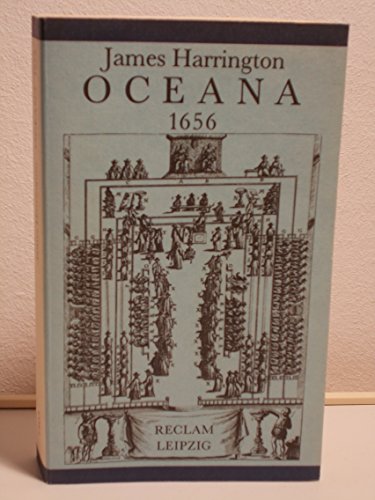 James Harrington
OCEANA
1656
RECLAM
LEIPZIG